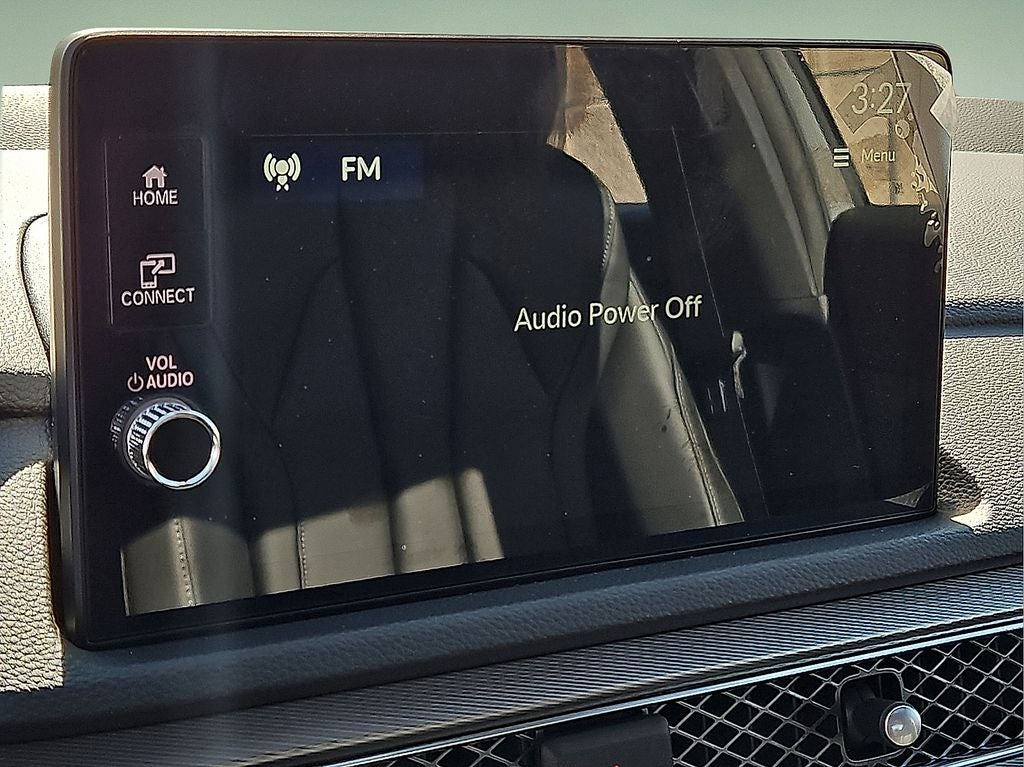 3:27
FM
Menu
HOME
CONNECT
Audio Power Off
VOL
AUDIO